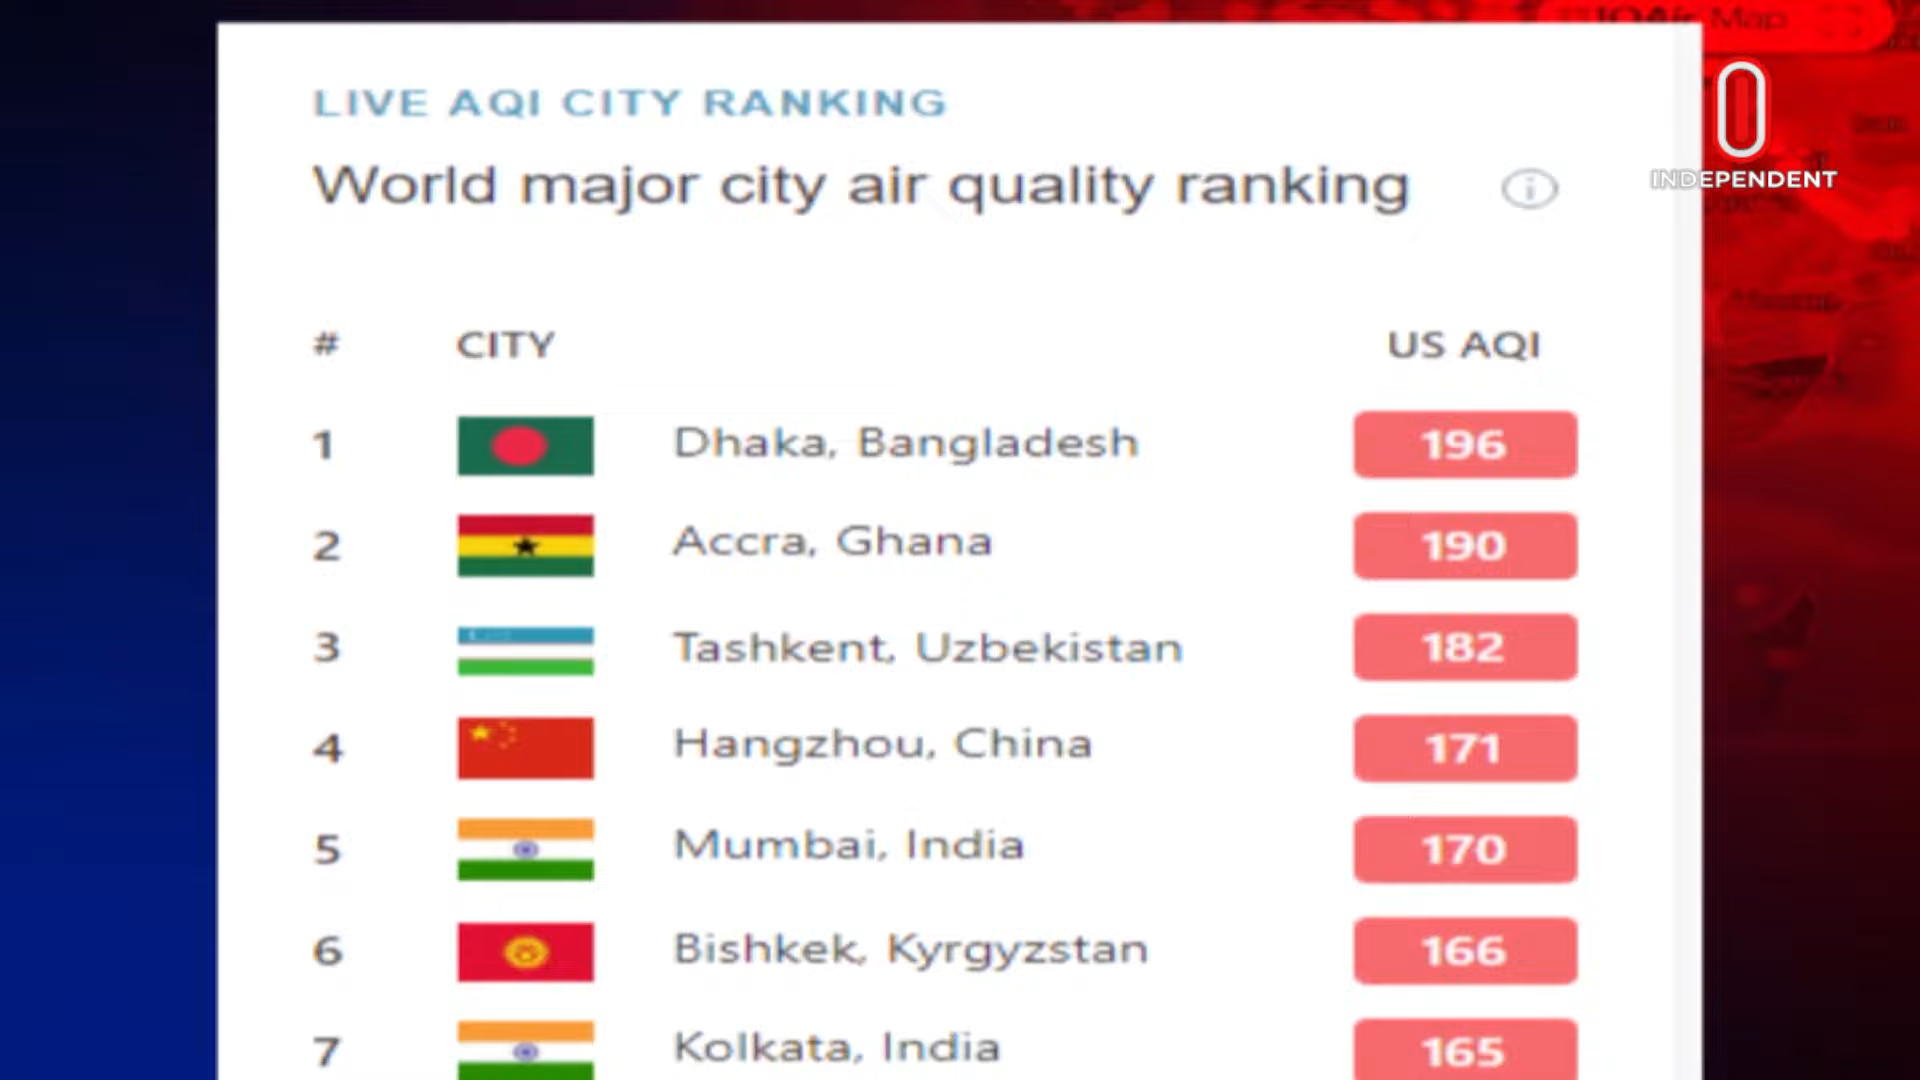 IQAir Map
INDEPENDENT
LIVE AQI CITY RANKING
World major city air quality ranking
# CITY US AQI
1 Dhaka, Bangladesh 196
2 Accra, Ghana 190
3 Tashkent, Uzbekistan 182
4 Hangzhou, China 171
5 Mumbai, India 170
6 Bishkek, Kyrgyzstan 166
7 Kolkata, India 165